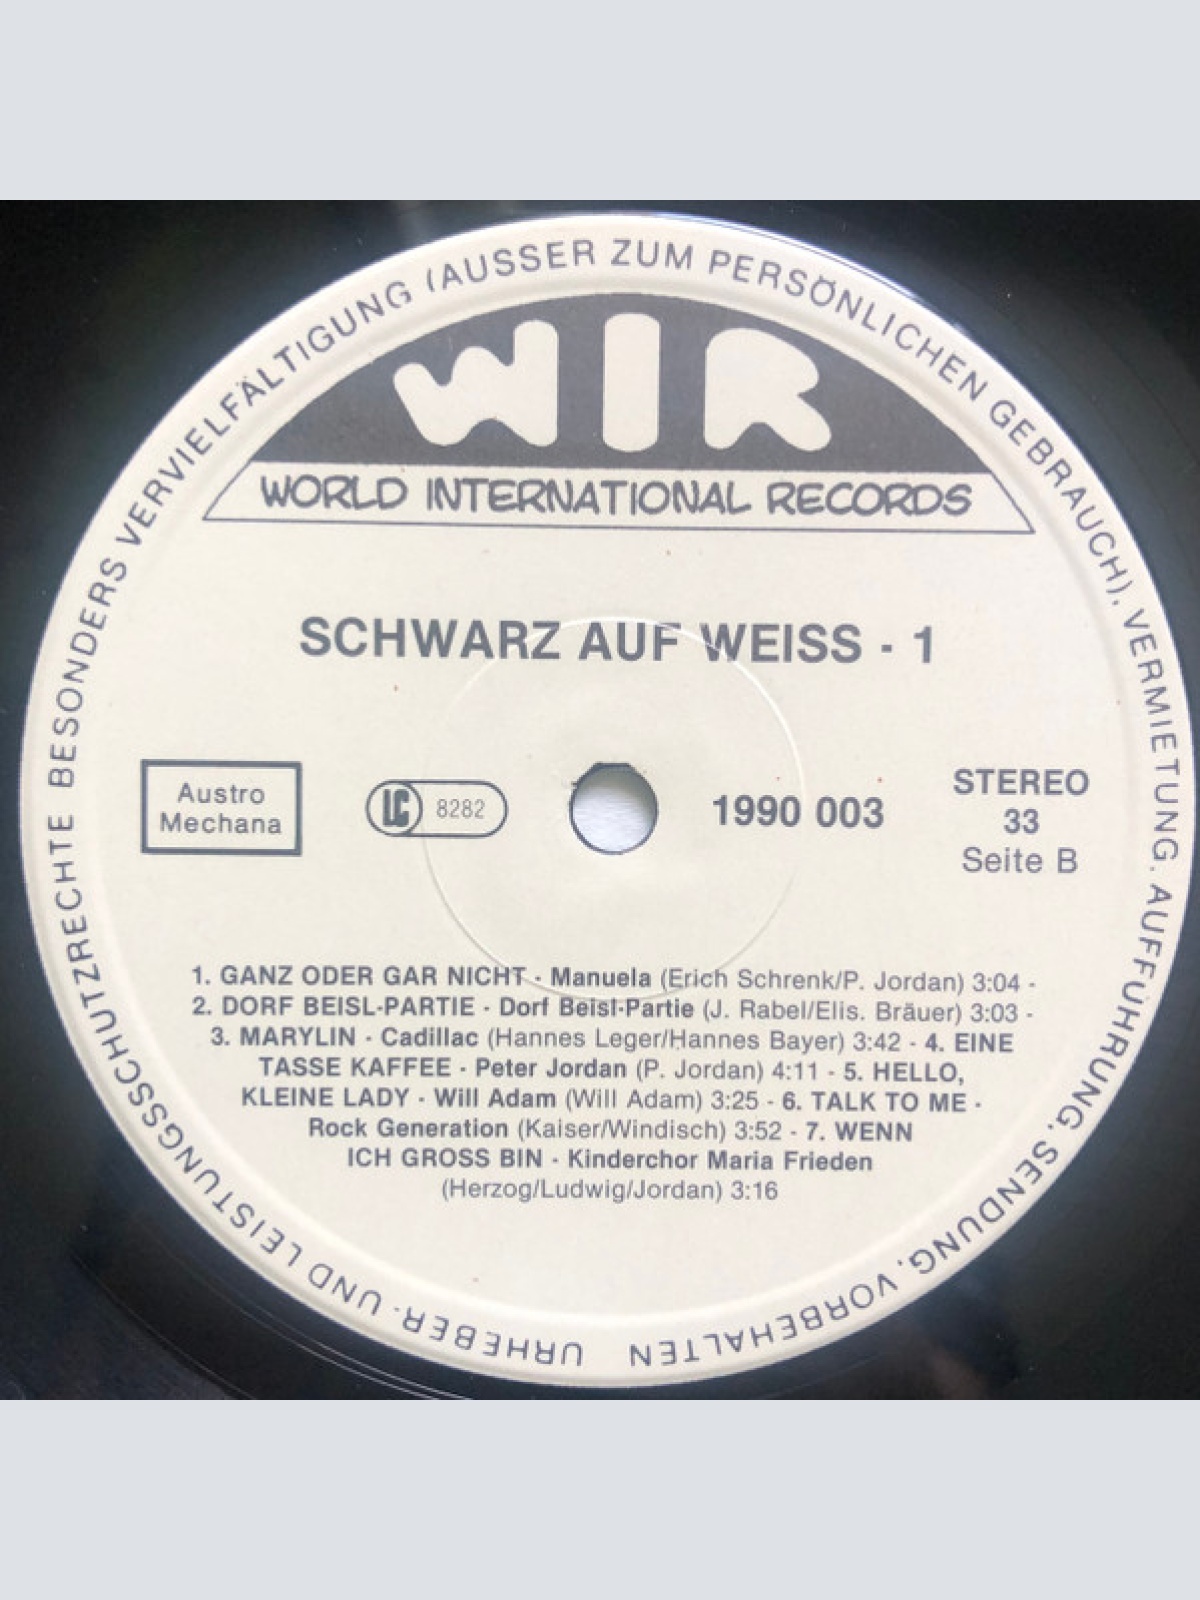 URHEBER- UND LEISTUNGSSCHUTZRECHTE BESONDERS VERVIELFÄLTIGUNG (AUSSER ZUM PERSÖNLICHEN GEBRAUCH), VERMIETUNG. AUFFÜHRUNG, SENDUNG, VORBEHALTEN
WIR
WORLD INTERNATIONAL RECORDS
SCHWARZ AUF WEISS - 1
Austro
Mechana
LC 8282
1990 003
STEREO
33
Seite B
1. GANZ ODER GAR NICHT - Manuela (Erich Schrenk/P. Jordan) 3:04 -
2. DORF BEISL-PARTIE - Dorf Beisl-Partie (J. Rabel/Elis. Bräuer) 3:03 -
3. MARYLIN - Cadillac (Hannes Leger/Hannes Bayer) 3:42 - 4. EINE
TASSE KAFFEE - Peter Jordan (P. Jordan) 4:11 - 5. HELLO,
KLEINE LADY - Will Adam (Will Adam) 3:25 - 6. TALK TO ME -
Rock Generation (Kaiser/Windisch) 3:52 - 7. WENN
ICH GROSS BIN - Kinderchor Maria Frieden
(Herzog/Ludwig/Jordan) 3:16